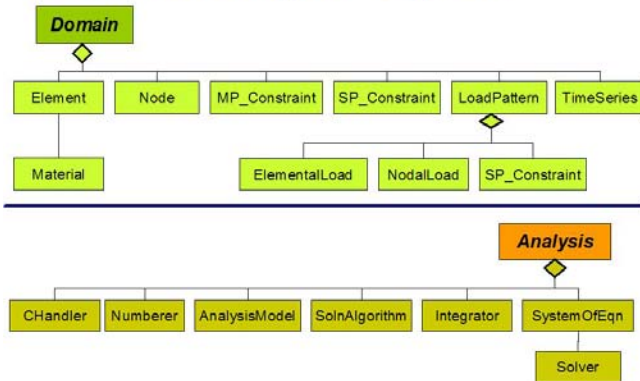 Domain
Element Node MP_Constraint SP_Constraint LoadPattern TimeSeries
Material ElementalLoad NodalLoad SP_Constraint
Analysis
CHandler Numberer AnalysisModel SolnAlgorithm Integrator SystemOfEqn
Solver